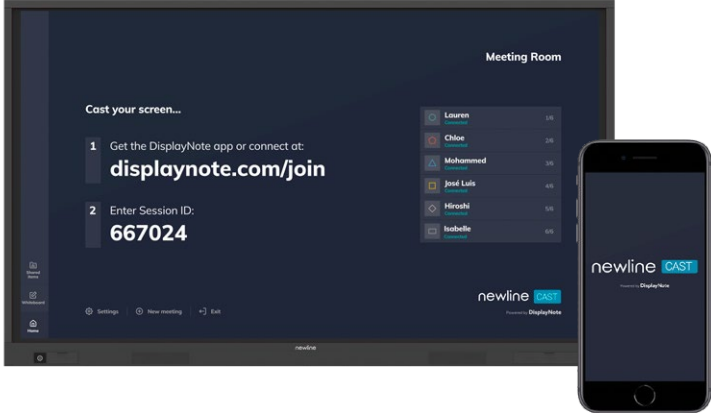 Meeting Room
Cast your screen...
1 Get the DisplayNote app or connect at:
displaynote.com/join
2 Enter Session ID:
667024
Lauren 1/6
Connected
Chloe 2/6
Connected
Mohammed 3/6
Connected
José Luis 4/6
Connected
Hiroshi 5/6
Connected
Isabelle 6/6
Connected
Shared Items
Whiteboard
Home
Settings
New meeting
Exit
newline CAST
Powered by DisplayNote
newline
newline CAST
Powered by DisplayNote